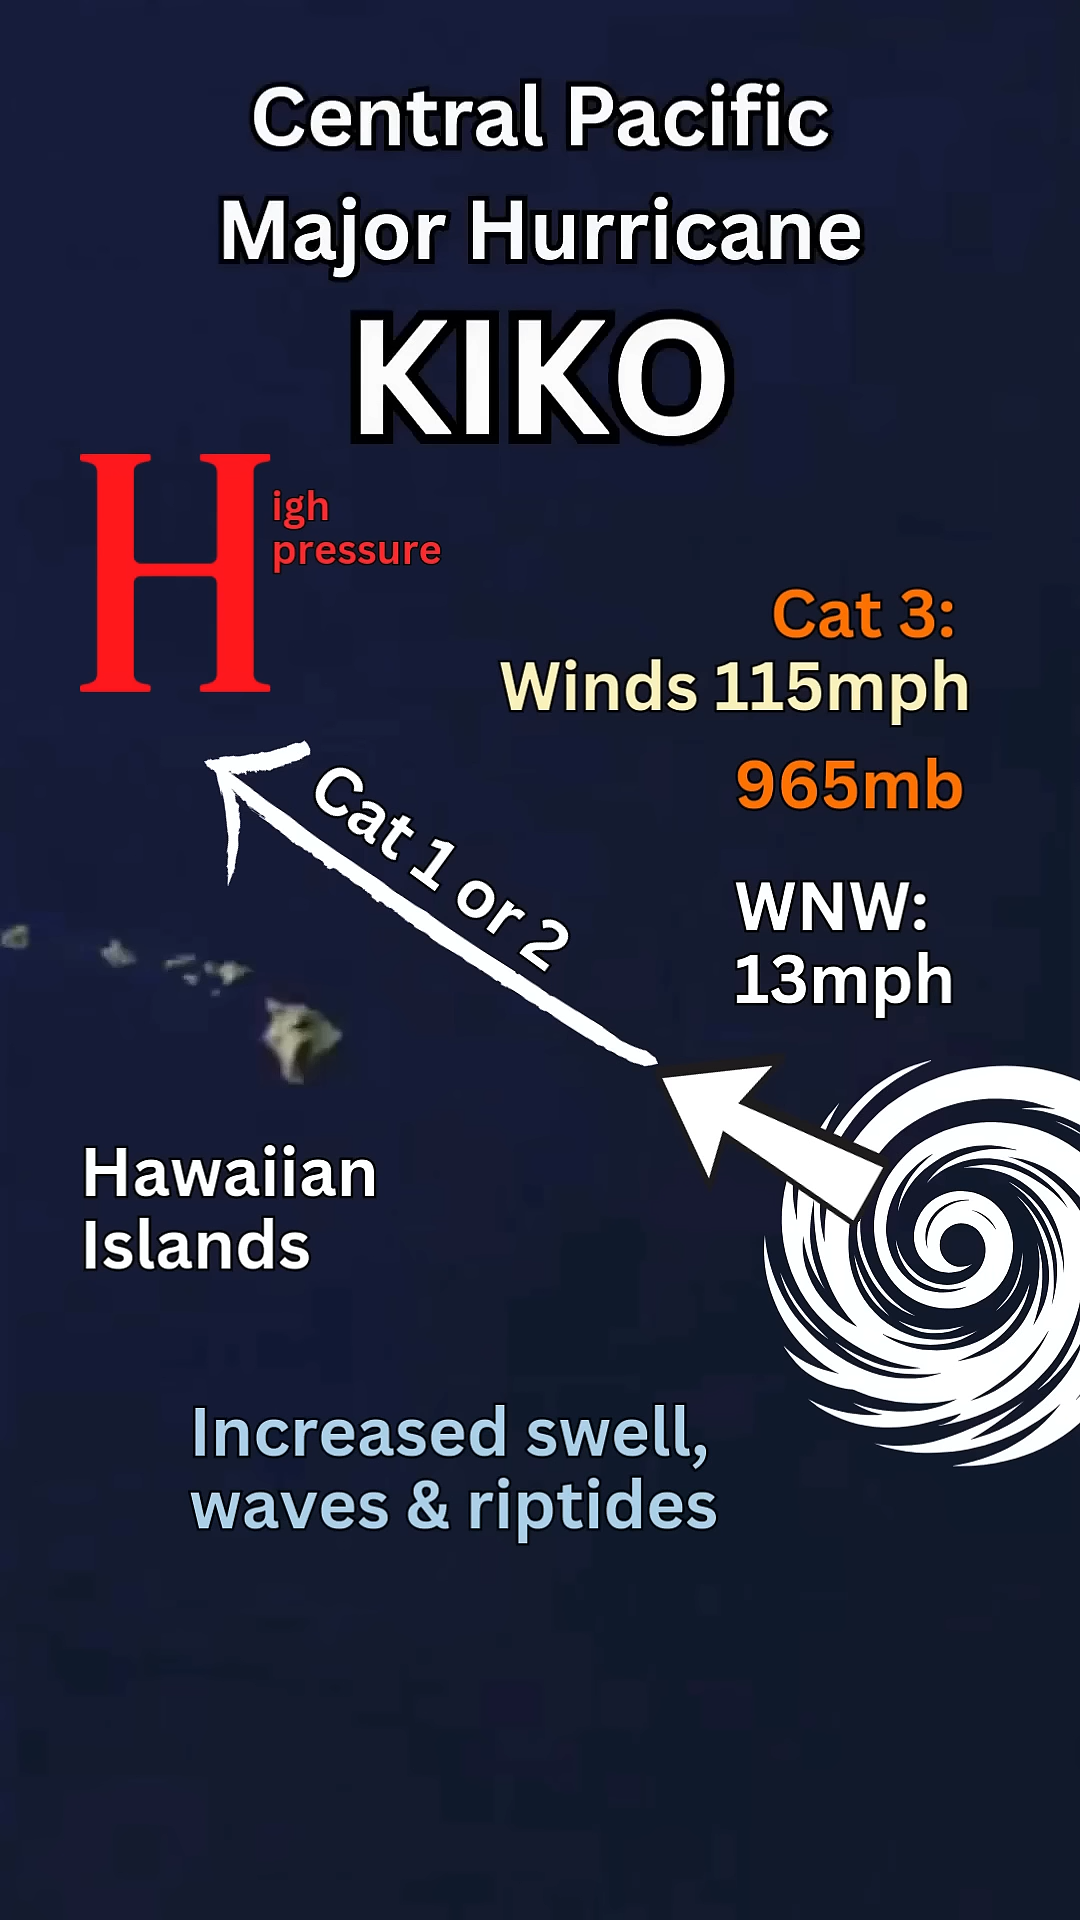 Central Pacific
Major Hurricane
KIKO
High
pressure
Cat 3:
Winds 115mph
965mb
Cat 1 or 2
WNW:
13mph
Hawaiian
Islands
Increased swell,
waves & riptides